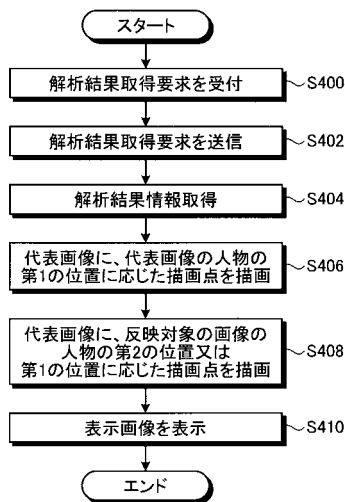 スタート
解析結果取得要求を受付
S400
解析結果取得要求を送信
S402
解析結果情報取得
S404
代表画像に、代表画像の人物の
第1の位置に応じた描画点を描画
S406
代表画像に、反映対象の画像の
人物の第2の位置又は
第1の位置に応じた描画点を描画
S408
表示画像を表示
S410
エンド